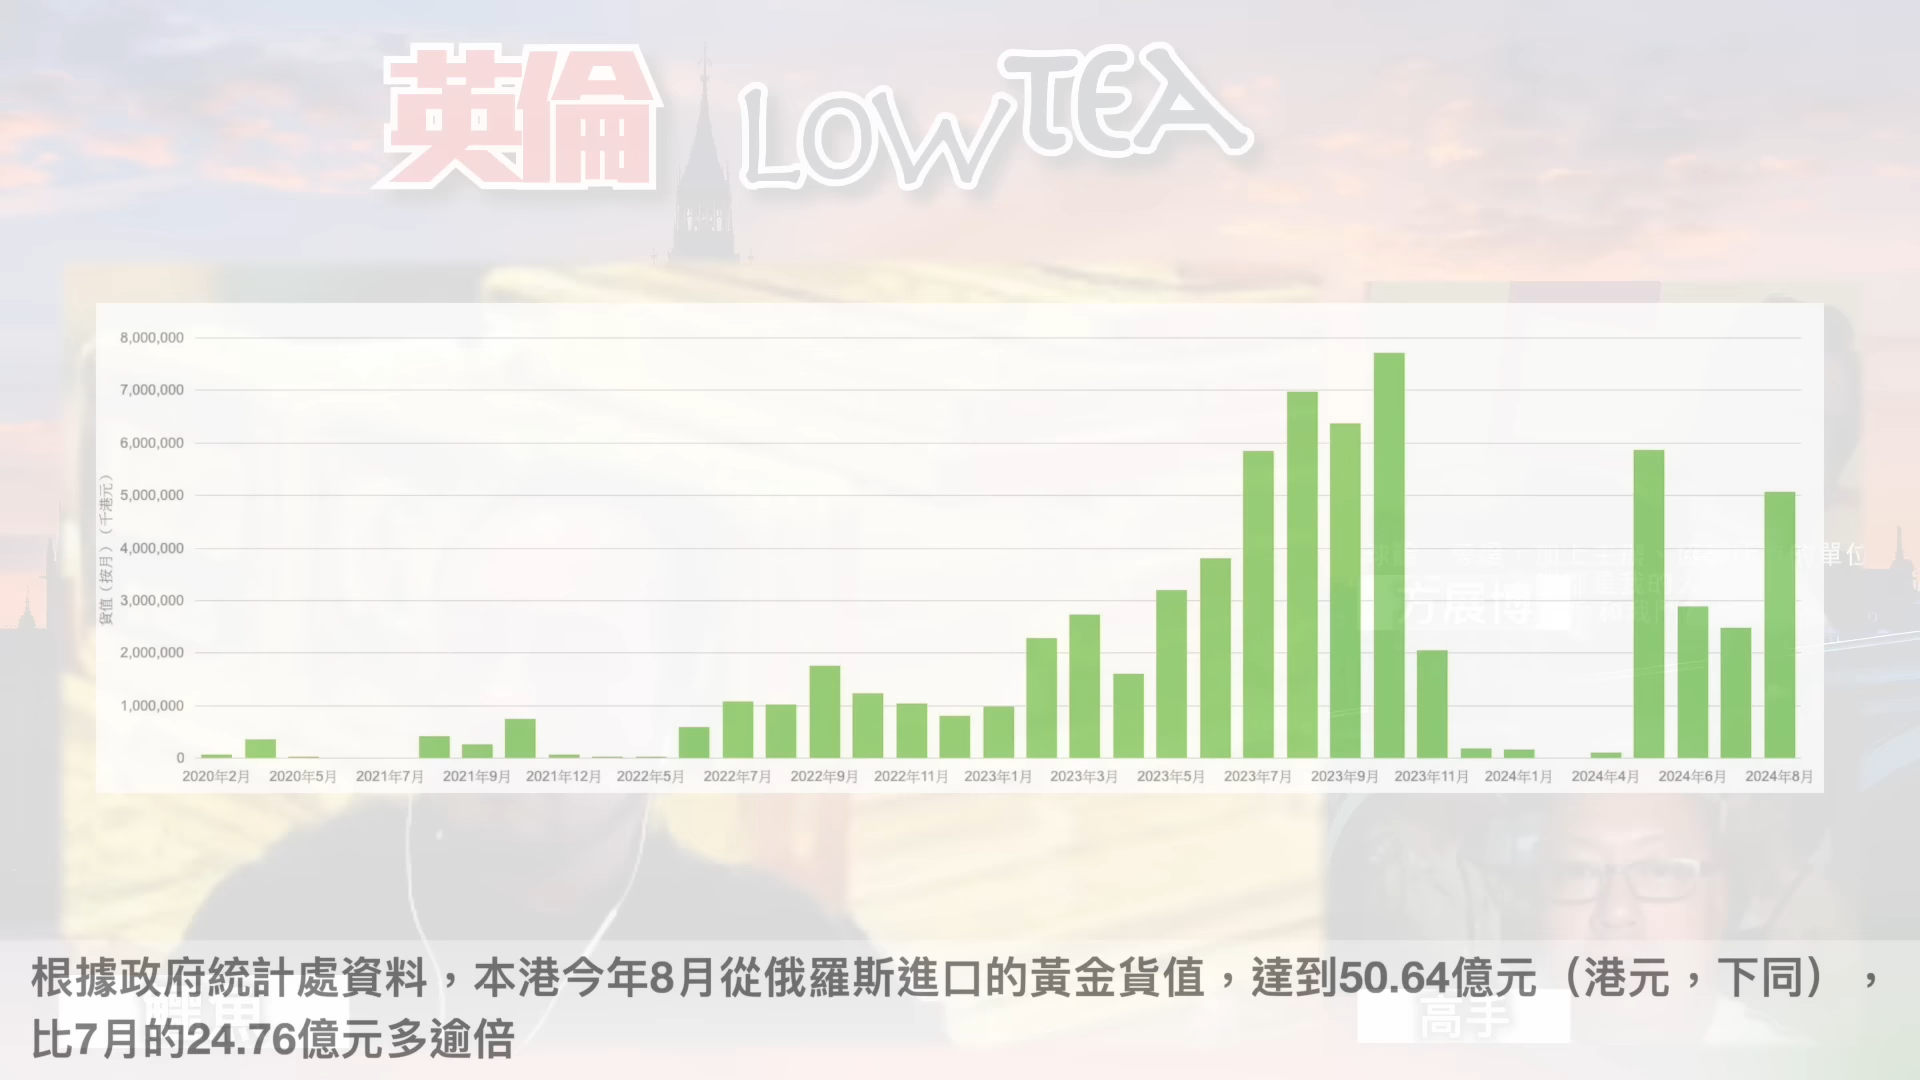 英倫 LOW TEA
8,000,000
7,000,000
6,000,000
5,000,000
4,000,000
3,000,000
2,000,000
1,000,000
0
貨值（按月）（千港元）
2020年2月 2020年5月 2021年7月 2021年9月 2021年12月 2022年5月 2022年7月 2022年9月 2022年11月 2023年1月 2023年3月 2023年5月 2023年7月 2023年9月 2023年11月 2024年1月 2024年4月 2024年6月 2024年8月
單位
方展博
根據政府統計處資料，本港今年8月從俄羅斯進口的黃金貨值，達到50.64億元（港元，下同），
比7月的24.76億元多逾倍
高手